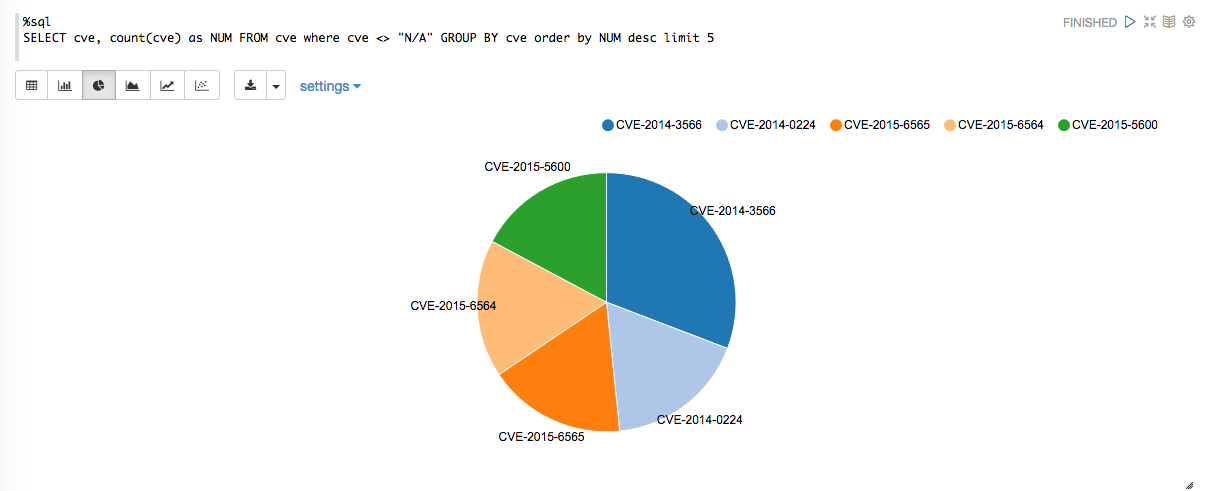 %sql
FINISHED
SELECT cve, count(cve) as NUM FROM cve where cve <> "N/A" GROUP BY cve order by NUM desc limit 5
settings
CVE-2014-3566 CVE-2014-0224 CVE-2015-6565 CVE-2015-6564 CVE-2015-5600
CVE-2015-5600
CVE-2014-3566
CVE-2015-6564
CVE-2014-0224
CVE-2015-6565